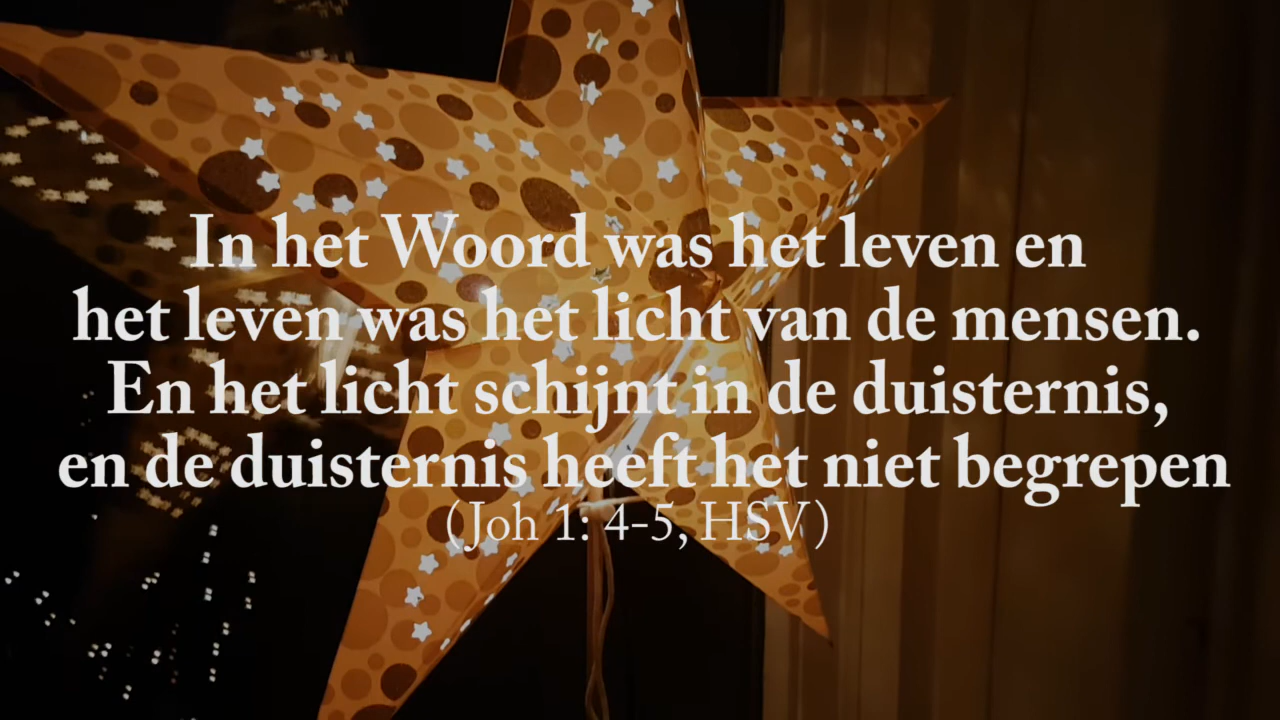 In het Woord was het leven en
het leven was het licht van de mensen.
En het licht schijnt in de duisternis,
en de duisternis heeft het niet begrepen
(Joh 1: 4-5, HSV)